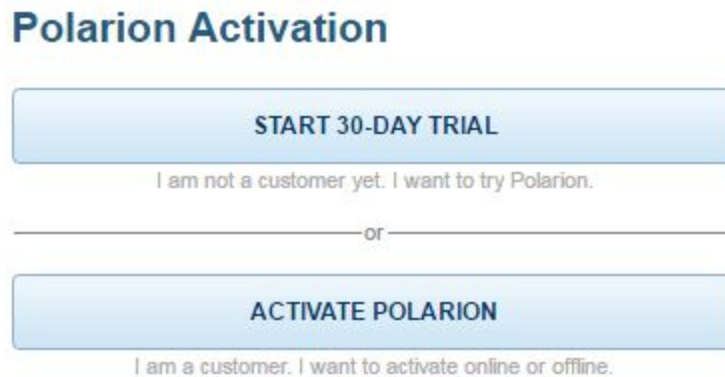 Polarion Activation
START 30-DAY TRIAL
I am not a customer yet. I want to try Polarion.
or
ACTIVATE POLARION
I am a customer. I want to activate online or offline.